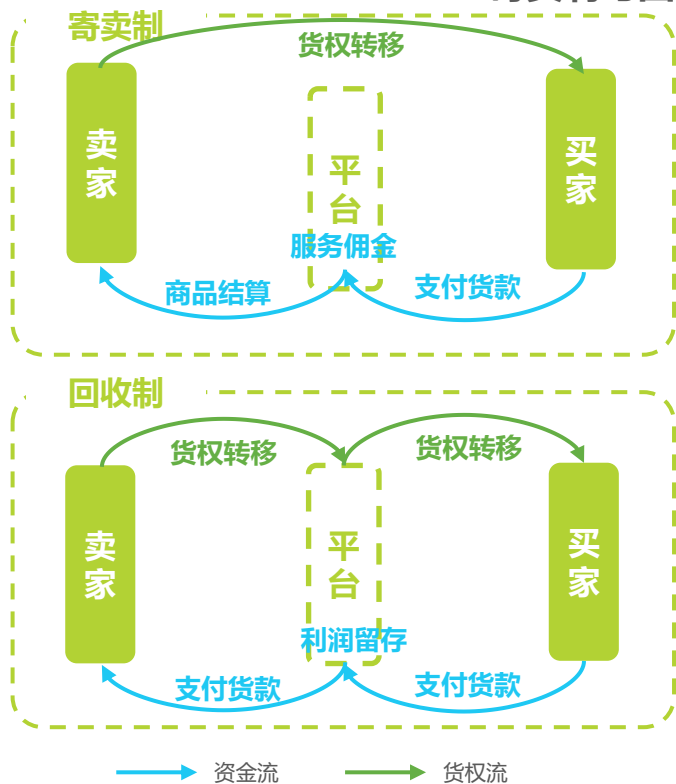 寄卖制
货权转移
卖家
平台
买家
服务佣金
商品结算
支付货款
回收制
货权转移
货权转移
卖家
平台
买家
利润留存
支付货款
支付货款
资金流
货权流